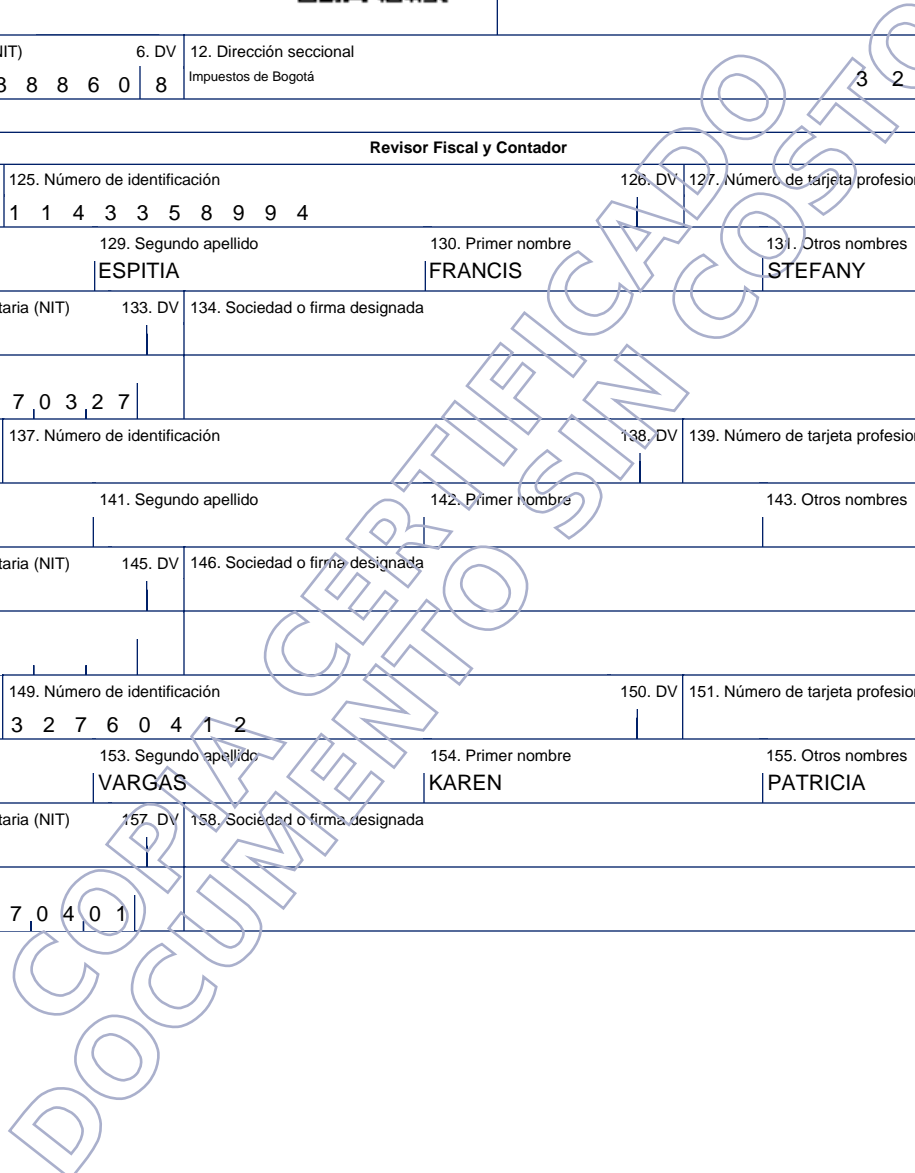 IT) 6. DV 12. Dirección seccional
8 8 8 6 0 8 Impuestos de Bogotá 3 2
Revisor Fiscal y Contador
125. Número de identificación 126. DV 127. Número de tarjeta profesion
1 1 4 3 3 5 8 9 9 4
129. Segundo apellido 130. Primer nombre 131. Otros nombres
ESPITIA FRANCIS STEFANY
taria (NIT) 133. DV 134. Sociedad o firma designada
7 0 3 2 7
137. Número de identificación 138. DV 139. Número de tarjeta profesion
141. Segundo apellido 142. Primer nombre 143. Otros nombres
taria (NIT) 145. DV 146. Sociedad o firma designada
149. Número de identificación 150. DV 151. Número de tarjeta profesion
3 2 7 6 0 4 1 2
153. Segundo apellido 154. Primer nombre 155. Otros nombres
VARGAS KAREN PATRICIA
taria (NIT) 157. DV 158. Sociedad o firma designada
7 0 4 0 1
COPIA CERTIFICADO
DOCUMENTO SIN COSTO